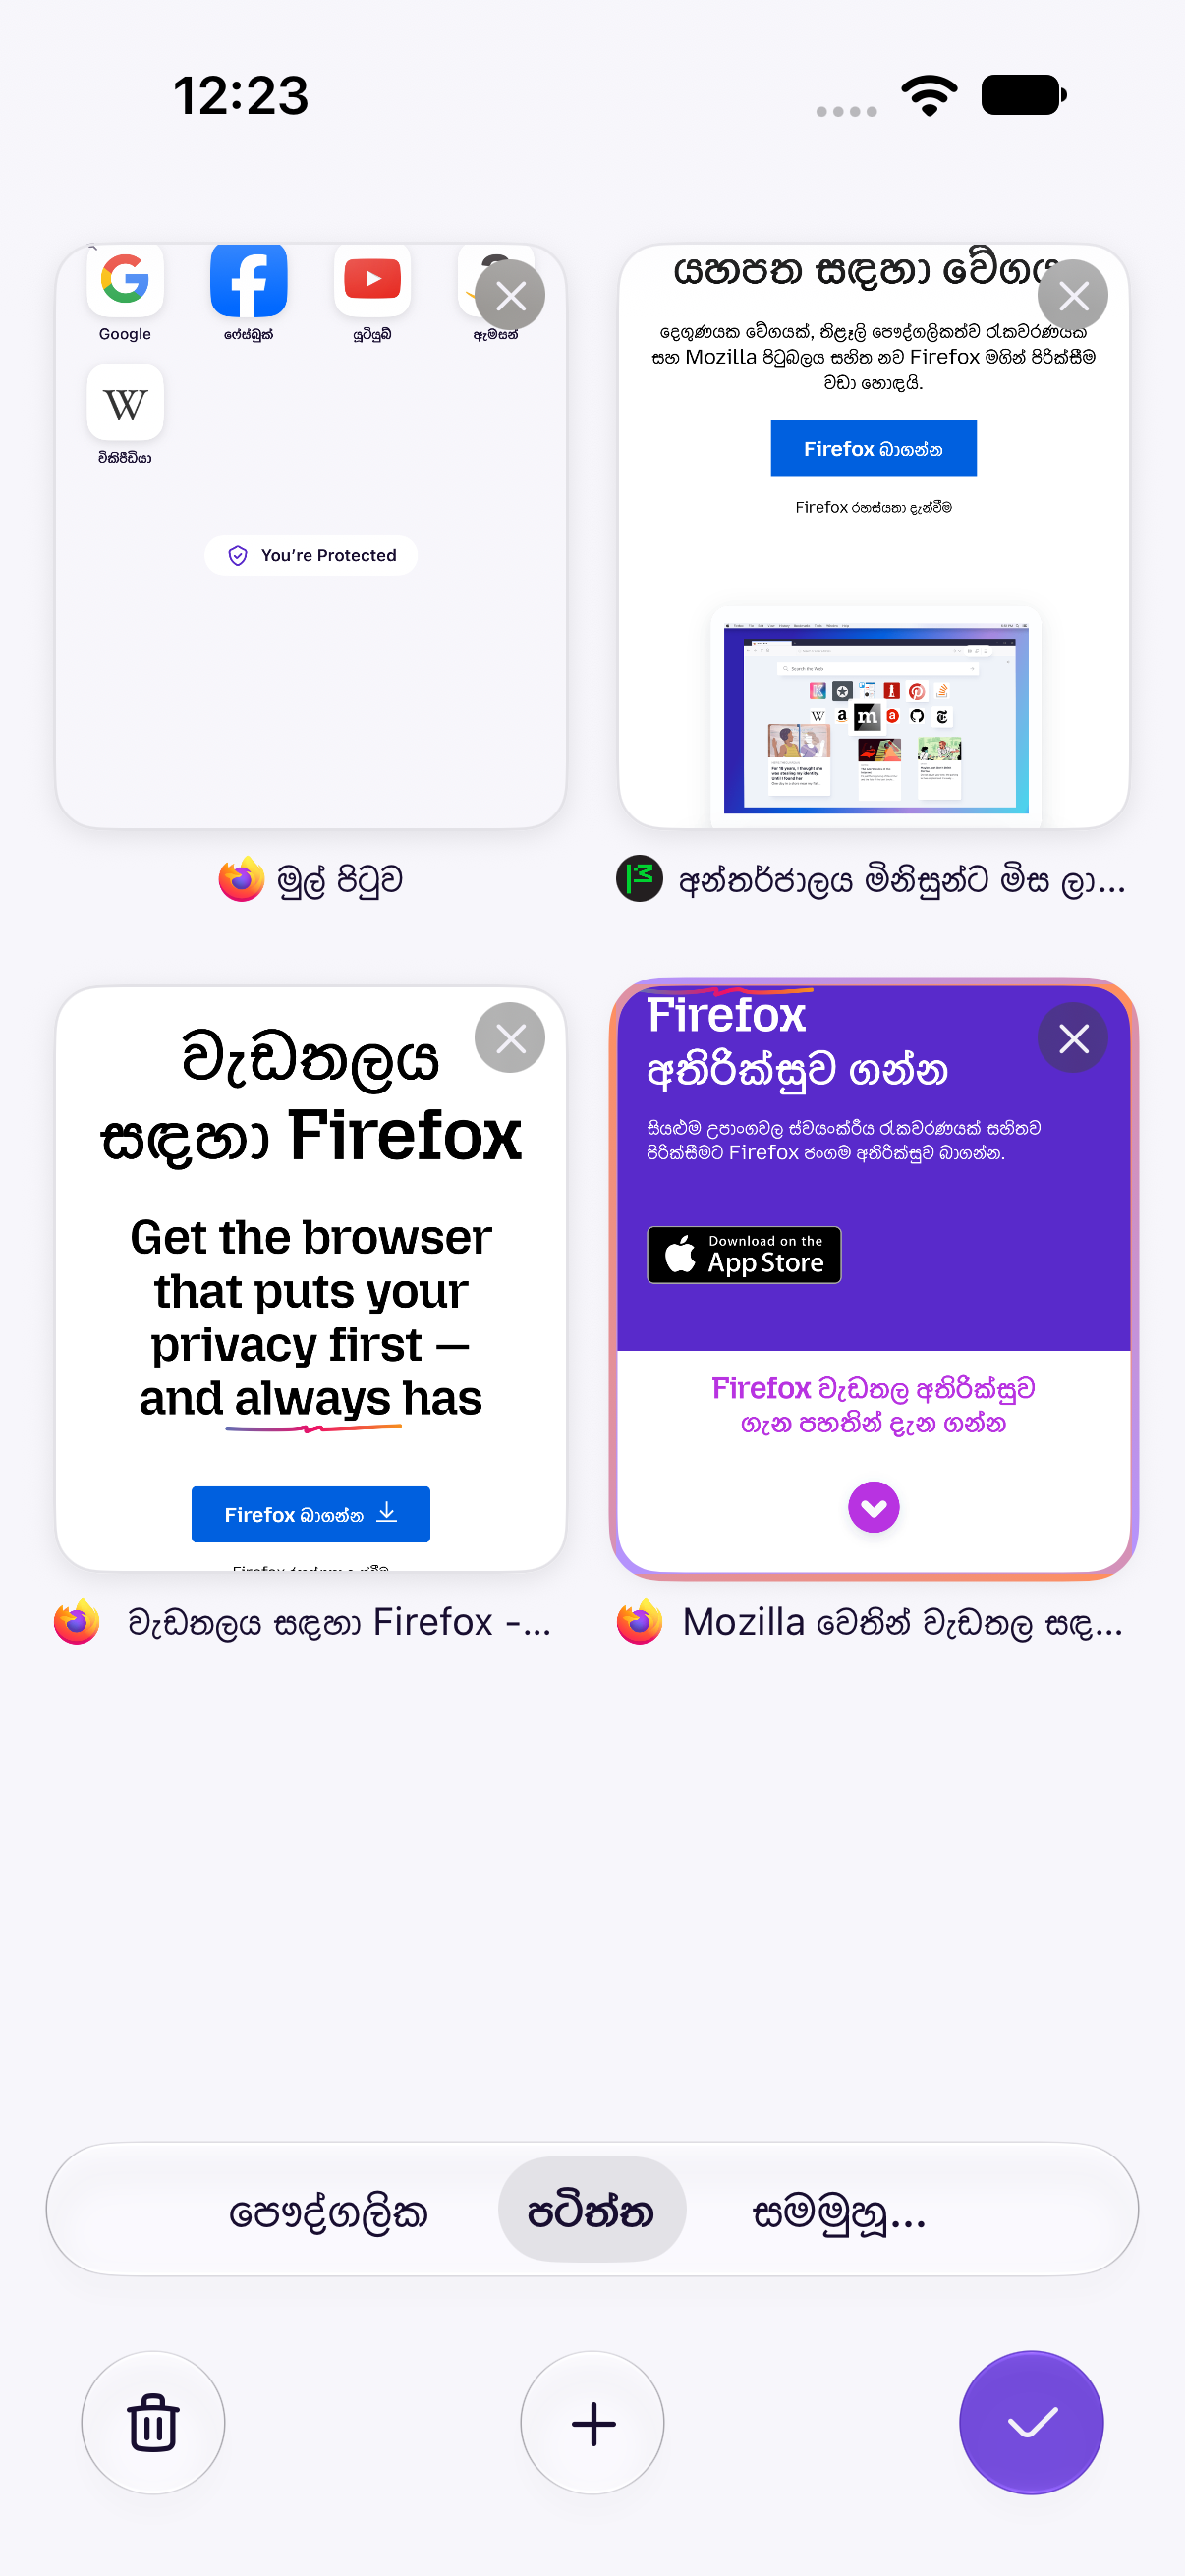 12:23
Google
ෆේස්බුක්
යූටියුබ්
ඇමසන්
විකිපීඩියා
You're Protected
මුල් පිටුව
යහපත සඳහා වේගය
දෙගුණයක වේගයක්, තිළෑලි පෞද්ගලිකත්ව රැකවරණයක්
සහ Mozilla පිටුබලය සහිත නව Firefox මගින් පිරික්සීම
වඩා හොඳයි.
Firefox බාගන්න
Firefox රහස්යතා දැන්වීම
Search the Web
අන්තර්ජාලය මිනිසුන්ට මිස ලා...
වැඩතලය
සඳහා Firefox
Get the browser
that puts your
privacy first —
and always has
Firefox බාගන්න
වැඩතලය සඳහා Firefox -...
Firefox
අතිරික්සුව ගන්න
සියළුම උපාංගවල ස්වයංක්රීය රැකවරණයක් සහිතව
පිරික්සීමට Firefox ජංගම අතිරික්සුව බාගන්න.
Download on the
App Store
Firefox වැඩතල අතිරික්සුව
ගැන පහතින් දැන ගන්න
Mozilla වෙතින් වැඩතල සඳ...
පෞද්ගලික
පටිත්ත
සමමුහූ...